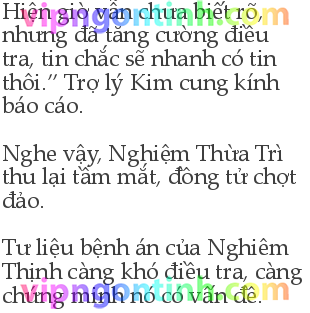 Hiện giờ vẫn chưa biết rõ,
nhưng đã tăng cường điều
tra, tin chắc sẽ nhanh có tin
thôi.” Trợ lý Kim cung kính
báo cáo.
Nghe vậy, Nghiệm Thừa Trì
thu lại tầm mắt, đồng tử chợt
đảo.
Tư liệu bệnh án của Nghiêm
Thịnh càng khó điều tra, càng
chứng minh nó có vấn đề.
vipngontinh.com
vipngontinh.com